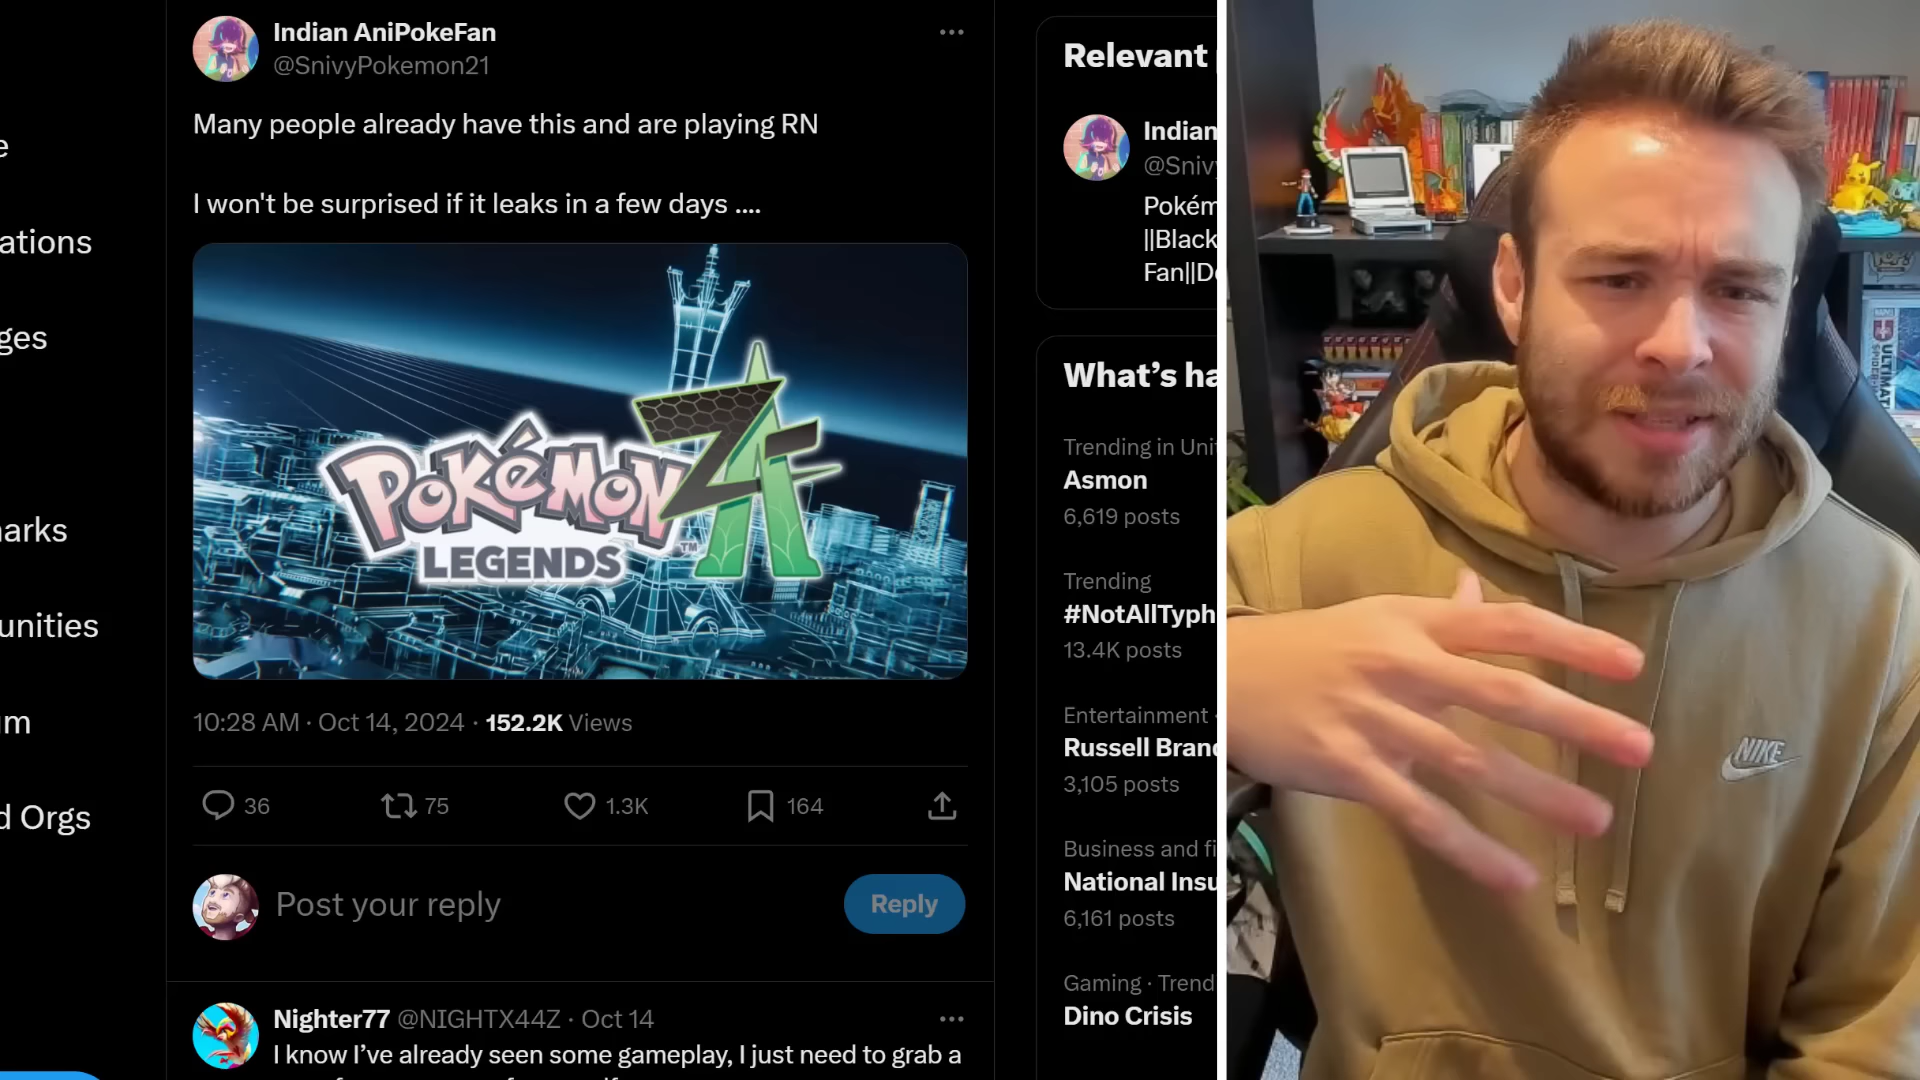 Indian AniPokeFan
@SnivyPokemon21
Many people already have this and are playing RN
I won't be surprised if it leaks in a few days ....
POKéMON
LEGENDS
ZA
™
10:28 AM · Oct 14, 2024 · 152.2K Views
36
75
1.3K
164
Post your reply
Reply
Nighter77 @NIGHTX44Z · Oct 14
I know I've already seen some gameplay, I just need to grab a
e
ations
ges
arks
unities
m
d Orgs
Relevant
Indian
@Sniv
Pokém
||Black
Fan||D
What's ha
Trending in Unit
Asmon
6,619 posts
Trending
#NotAllTyph
13.4K posts
Entertainment ·
Russell Bran
3,105 posts
Business and fi
National Insu
6,161 posts
Gaming · Trend
Dino Crisis
NIKE
ULTIMAT